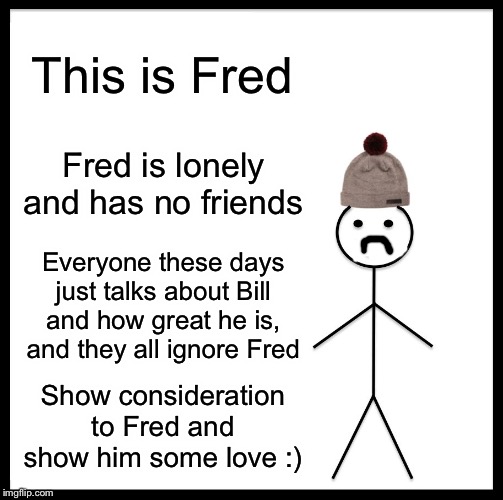 This is Fred
Fred is lonely
and has no friends
Everyone these days
just talks about Bill
and how great he is,
and they all ignore Fred
Show consideration
to Fred and
show him some love :)
imgflip.com